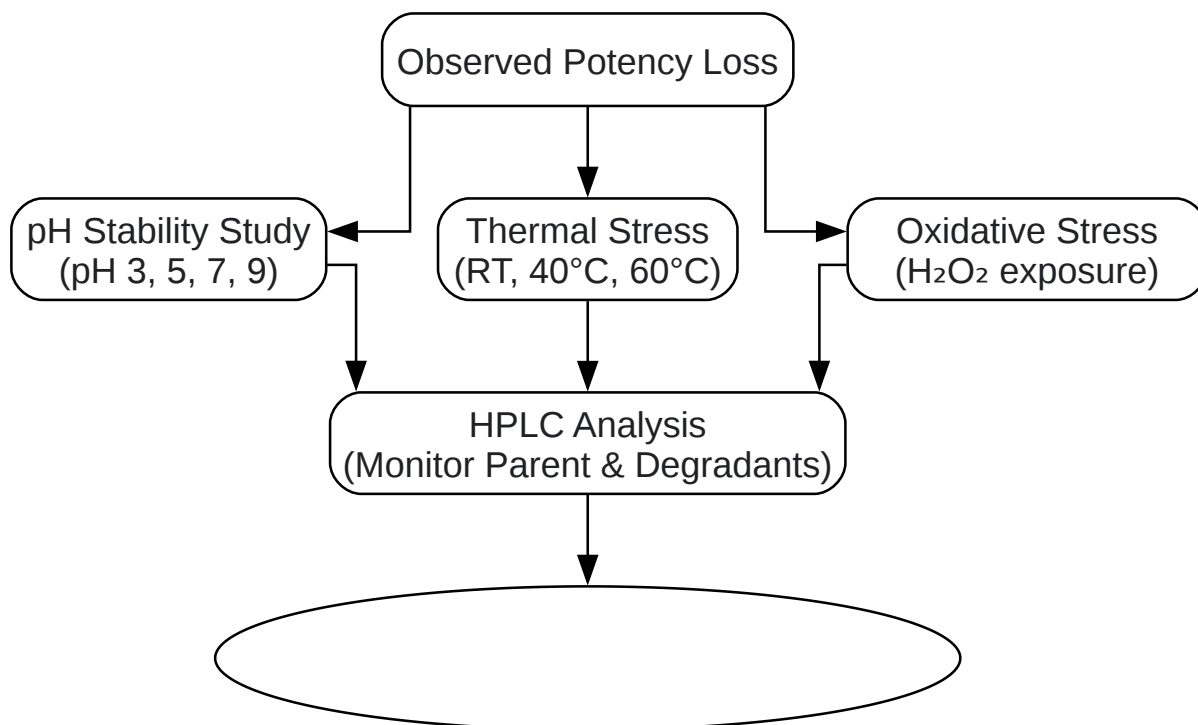 Observed Potency Loss
pH Stability Study
(pH 3, 5, 7, 9)
Thermal Stress
(RT, 40°C, 60°C)
Oxidative Stress
(H₂O₂ exposure)
HPLC Analysis
(Monitor Parent & Degradants)